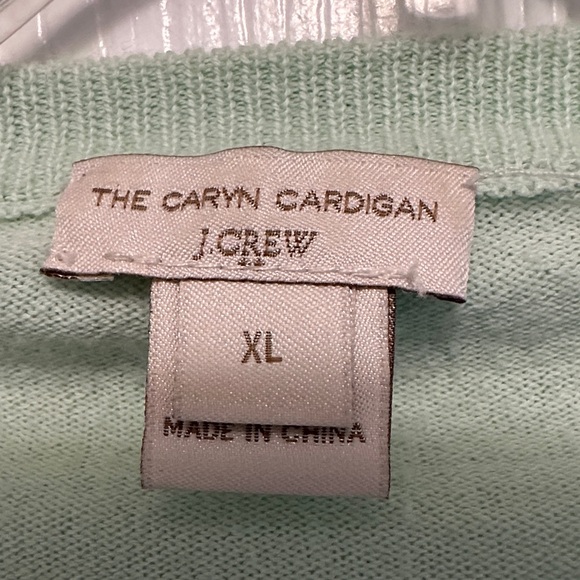 THE CARYN CARDIGAN
J.CREW
XL
MADE IN CHINA